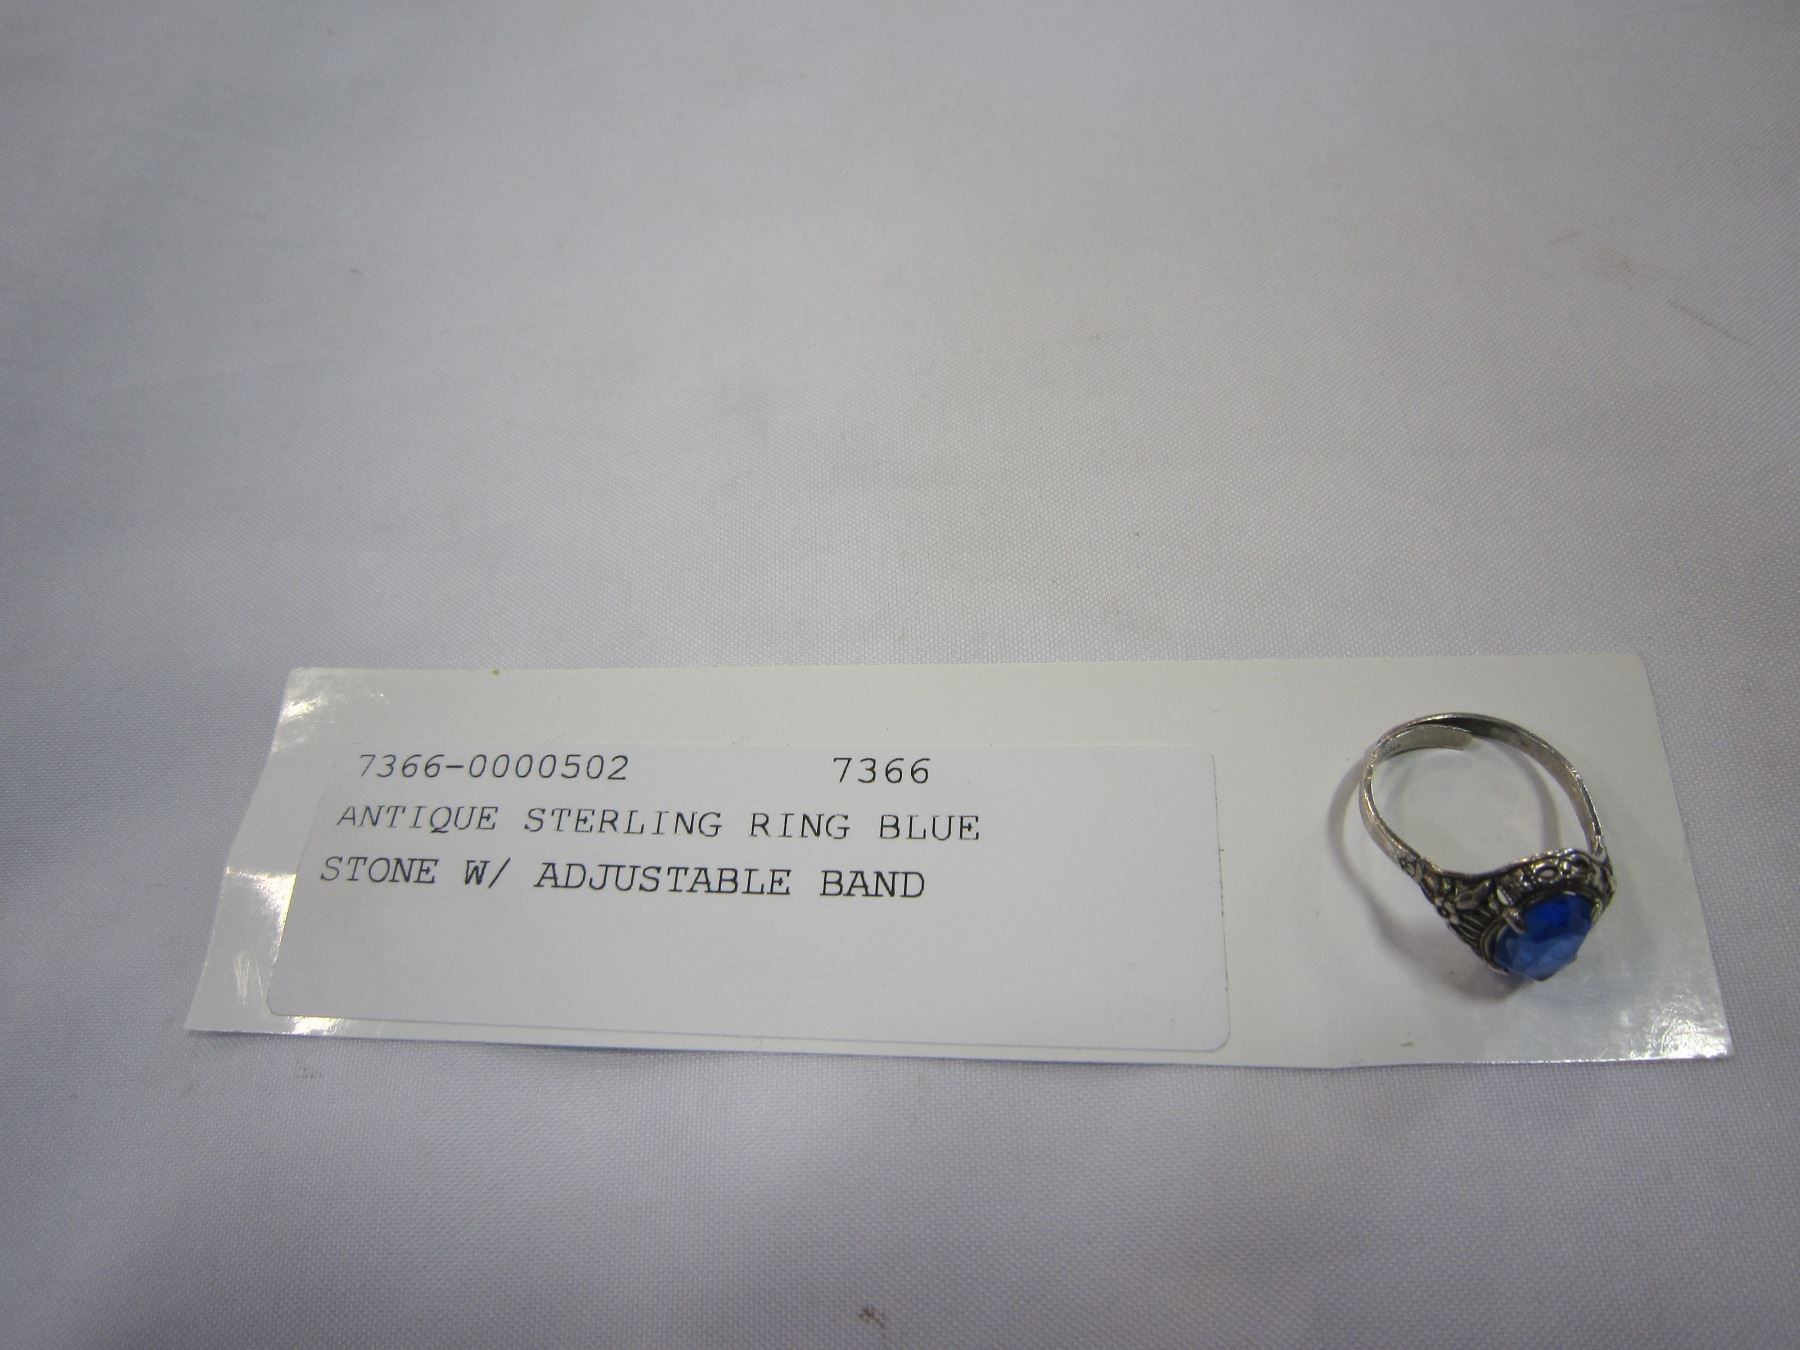 7366-0000502 7366
ANTIQUE STERLING RING BLUE
STONE W/ ADJUSTABLE BAND